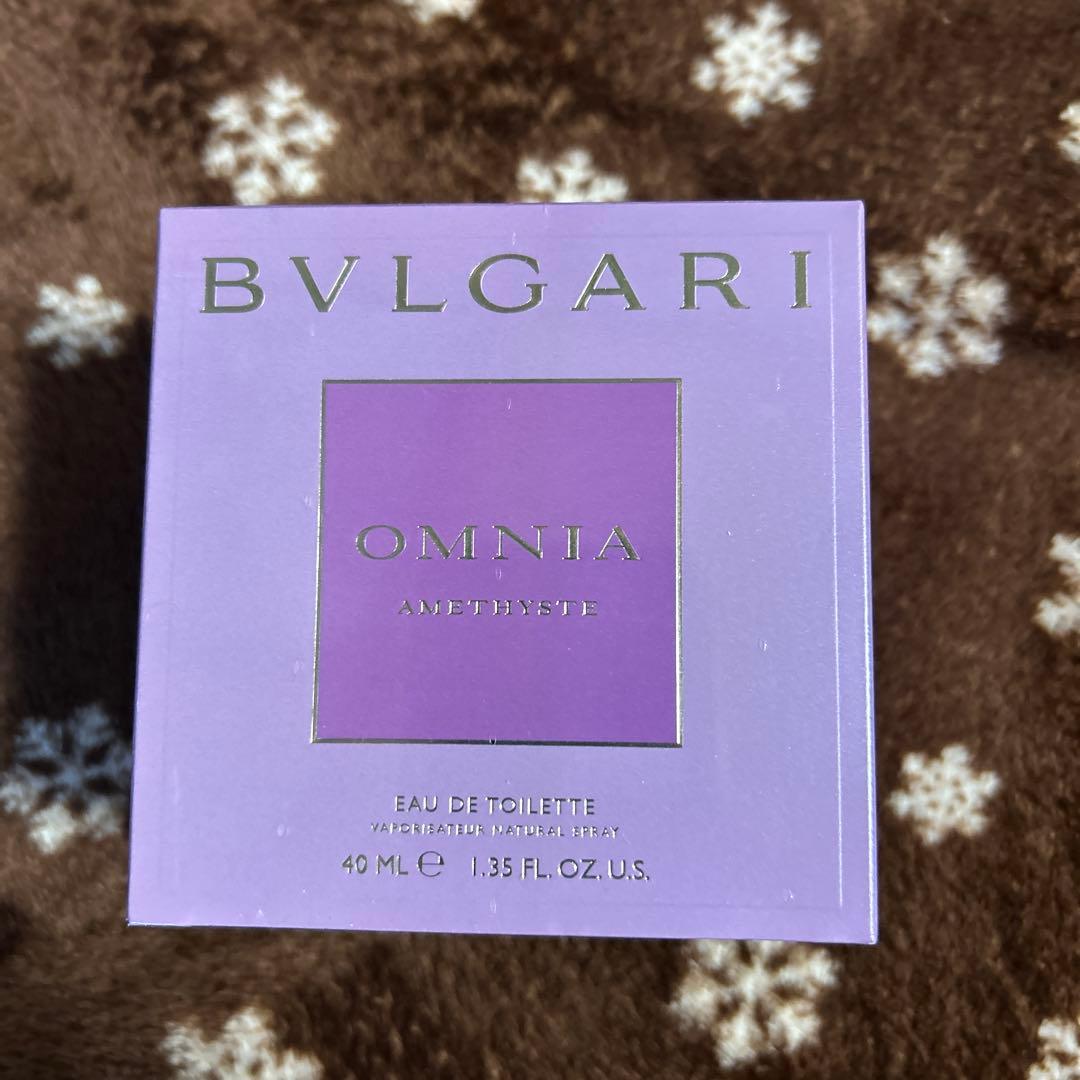 BVLGARI
OMNIA
AMETHYSTE
EAU DE TOILETTE
VAPORISATEUR NATURAL SPRAY
40 ML ℮ 1.35 FL. OZ. U.S.